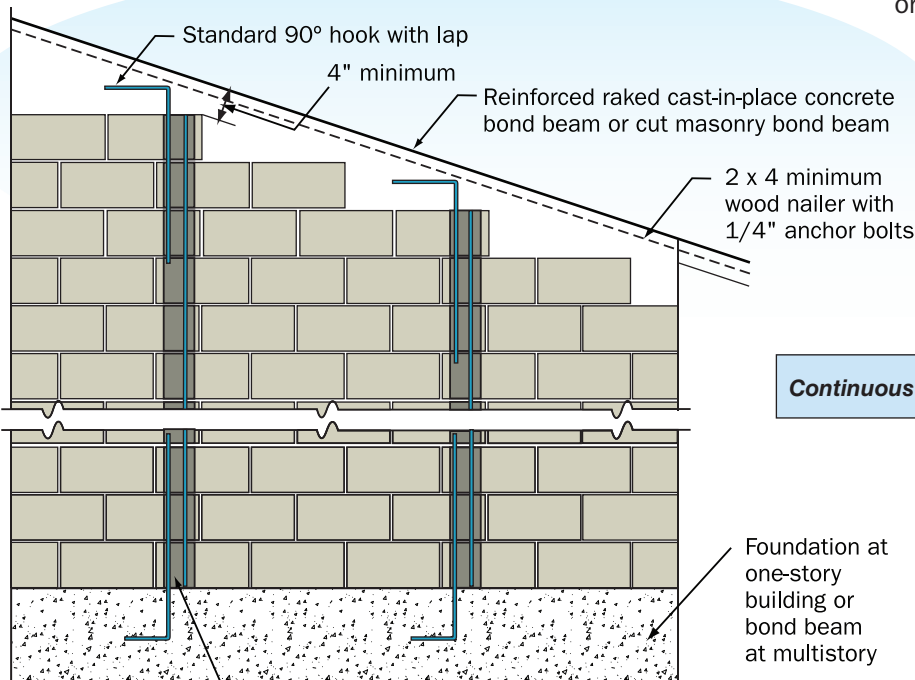 or
Standard 90° hook with lap
4" minimum
Reinforced raked cast-in-place concrete
bond beam or cut masonry bond beam
2 x 4 minimum
wood nailer with
1/4" anchor bolts
Continuous
Foundation at
one-story
building or
bond beam
at multistory